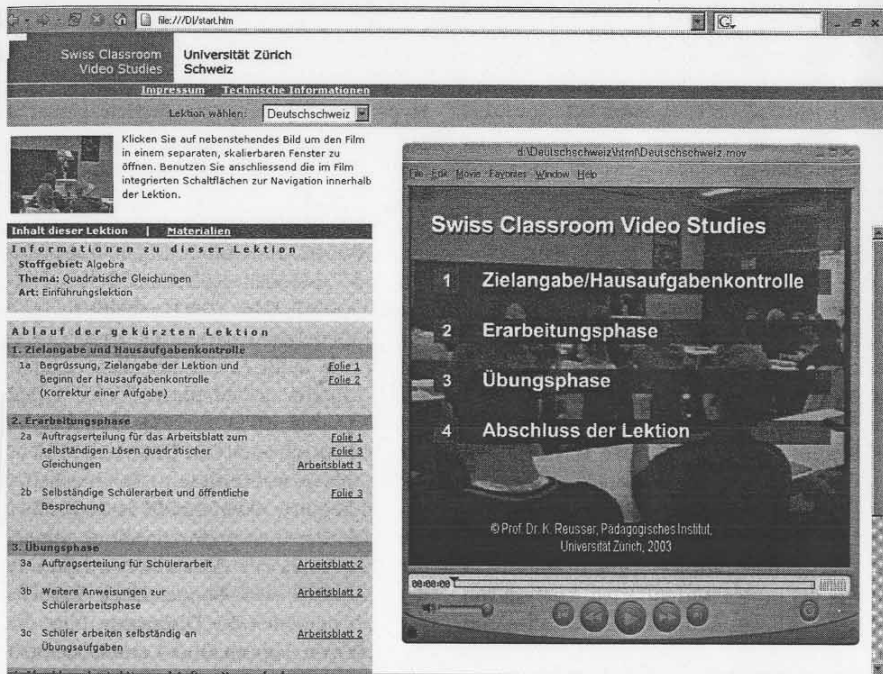 file:///D|/start.htm
G
Swiss Classroom
Video Studies
Universität Zürich
Schweiz
Impressum Technische Informationen
Lektion wählen: Deutschschweiz
Klicken Sie auf nebenstehendes Bild um den Film
in einem separaten, skalierbaren Fenster zu
öffnen. Benutzen Sie anschliessend die im Film
integrierten Schaltflächen zur Navigation innerhalb
der Lektion.
Inhalt dieser Lektion | Materialien
Informationen zu dieser Lektion
Stoffgebiet: Algebra
Thema: Quadratische Gleichungen
Art: Einführungslektion
Ablauf der gekürzten Lektion
1. Zielangabe und Hausaufgabenkontrolle
1a Begrüssung, Zielangabe der Lektion und Folie 1
Beginn der Hausaufgabenkontrolle Folie 2
(Korrektur einer Aufgabe)
2. Erarbeitungsphase
2a Auftragserteilung für das Arbeitsblatt zum Folie 1
selbständigen Lösen quadratischer Folie 3
Gleichungen Arbeitsblatt 1
2b Selbständige Schülerarbeit und öffentliche Folie 3
Besprechung
3. Übungsphase
3a Auftragserteilung für Schülerarbeit Arbeitsblatt 2
3b Weitere Anweisungen zur Arbeitsblatt 2
Schülerarbeitsphase
3c Schüler arbeiten selbständig an Arbeitsblatt 2
Übungsaufgaben
d:\Deutschschweiz\html\Deutschschweiz.mov
File Edit Movie Favorites Window Help
Swiss Classroom Video Studies
1 Zielangabe/Hausaufgabenkontrolle
2 Erarbeitungsphase
3 Übungsphase
4 Abschluss der Lektion
© Prof. Dr. K. Reusser, Pädagogisches Institut,
Universität Zürich, 2003
00:00:00